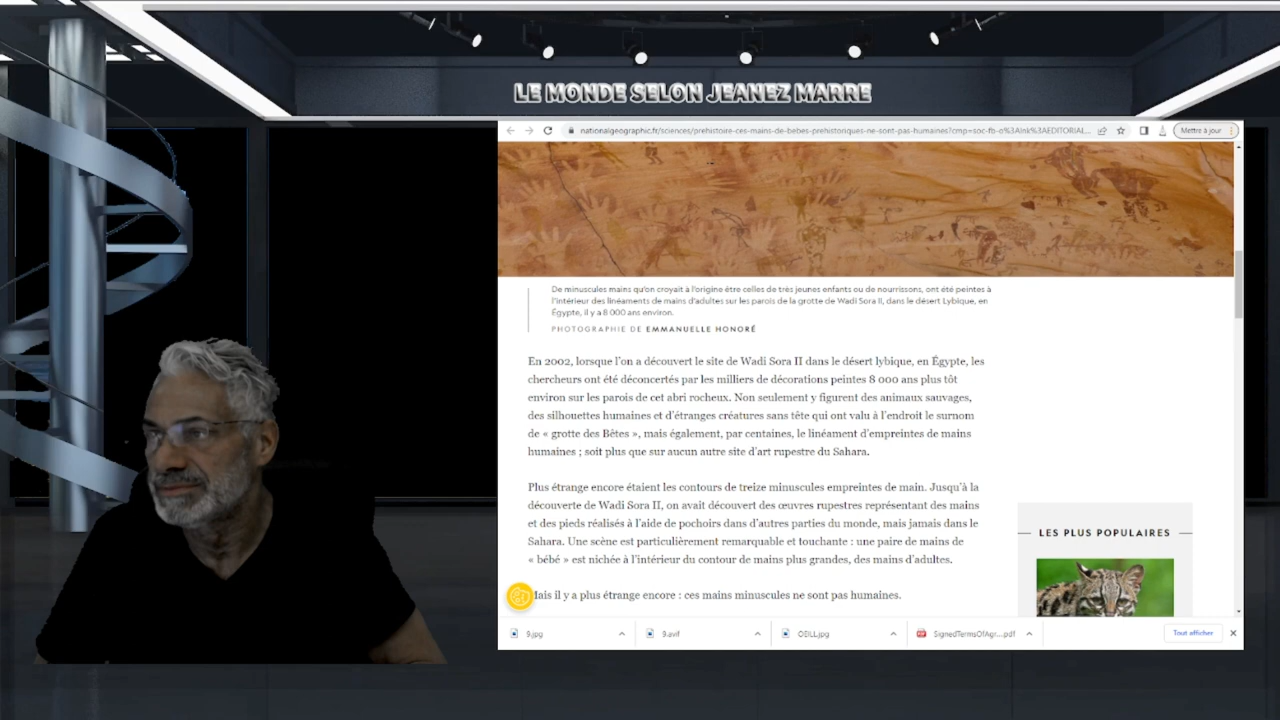 LE MONDE SELON JEANEZ MARRE
nationalgeographic.fr/sciences/prehistoire-ces-mains-de-bebes-prehistoriques-ne-sont-pas-humaines?cmp=soc-fb-o%3Aink%3AEDITORIAL...
Mettre à jour
De minuscules mains qu'on croyait à l'origine être celles de très jeunes enfants ou de nourrissons, ont été peintes à
l'intérieur des linéaments de mains d'adultes sur les parois de la grotte de Wadi Sora II, dans le désert Lybique, en
Égypte, il y a 8 000 ans environ.
PHOTOGRAPHIE DE EMMANUELLE HONORÉ
En 2002, lorsque l'on a découvert le site de Wadi Sora II dans le désert lybique, en Égypte, les
chercheurs ont été déconcertés par les milliers de décorations peintes 8 000 ans plus tôt
environ sur les parois de cet abri rocheux. Non seulement y figurent des animaux sauvages,
des silhouettes humaines et d'étranges créatures sans tête qui ont valu à l'endroit le surnom
de « grotte des Bêtes », mais également, par centaines, le linéament d'empreintes de mains
humaines ; soit plus que sur aucun autre site d'art rupestre du Sahara.
Plus étrange encore étaient les contours de treize minuscules empreintes de main. Jusqu'à la
découverte de Wadi Sora II, on avait découvert des œuvres rupestres représentant des mains
et des pieds réalisés à l'aide de pochoirs dans d'autres parties du monde, mais jamais dans le
Sahara. Une scène est particulièrement remarquable et touchante : une paire de mains de
« bébé » est nichée à l'intérieur du contour de mains plus grandes, des mains d'adultes.
Mais il y a plus étrange encore : ces mains minuscules ne sont pas humaines.
LES PLUS POPULAIRES
9.jpg
9.avif
OEILL.jpg
SignedTermsOfAgr....pdf
Tout afficher